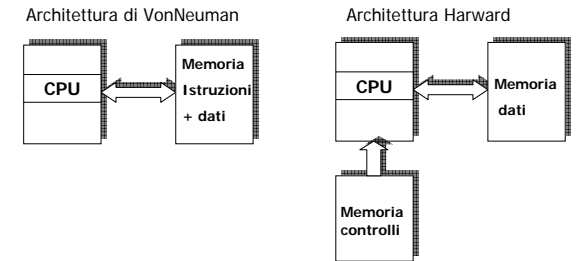 Architettura di VonNeuman
Architettura Harward
CPU
Memoria
Istruzioni
+ dati
CPU
Memoria
dati
Memoria
controlli